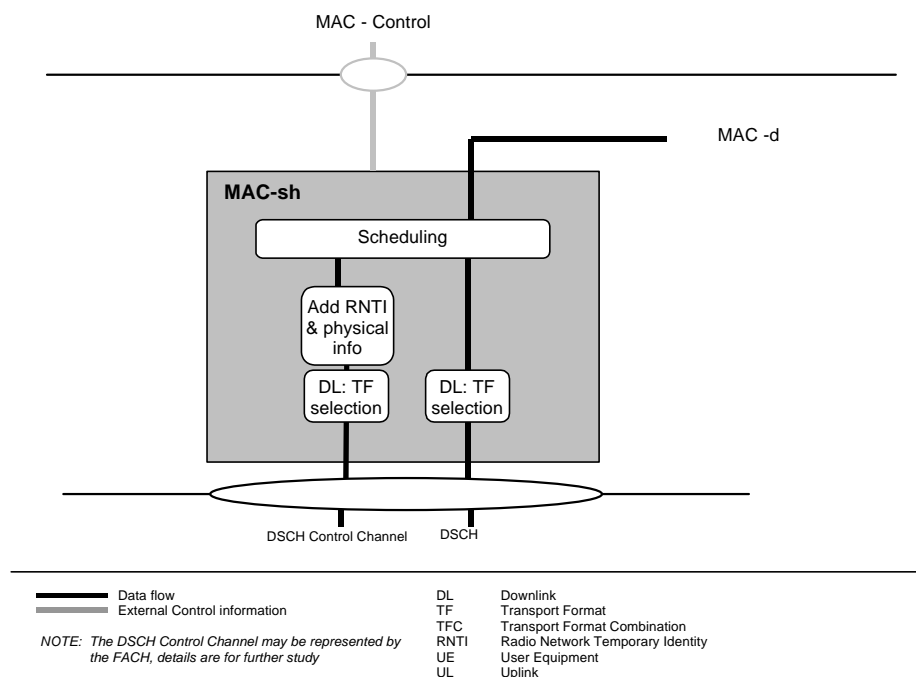 MAC - Control
MAC -d
MAC-sh
Scheduling
Add RNTI
& physical
info
DL: TF
selection
DL: TF
selection
DSCH Control Channel
DSCH
Data flow
External Control information
NOTE: The DSCH Control Channel may be represented by
the FACH, details are for further study
DL Downlink
TF Transport Format
TFC Transport Format Combination
RNTI Radio Network Temporary Identity
UE User Equipment
UL Uplink